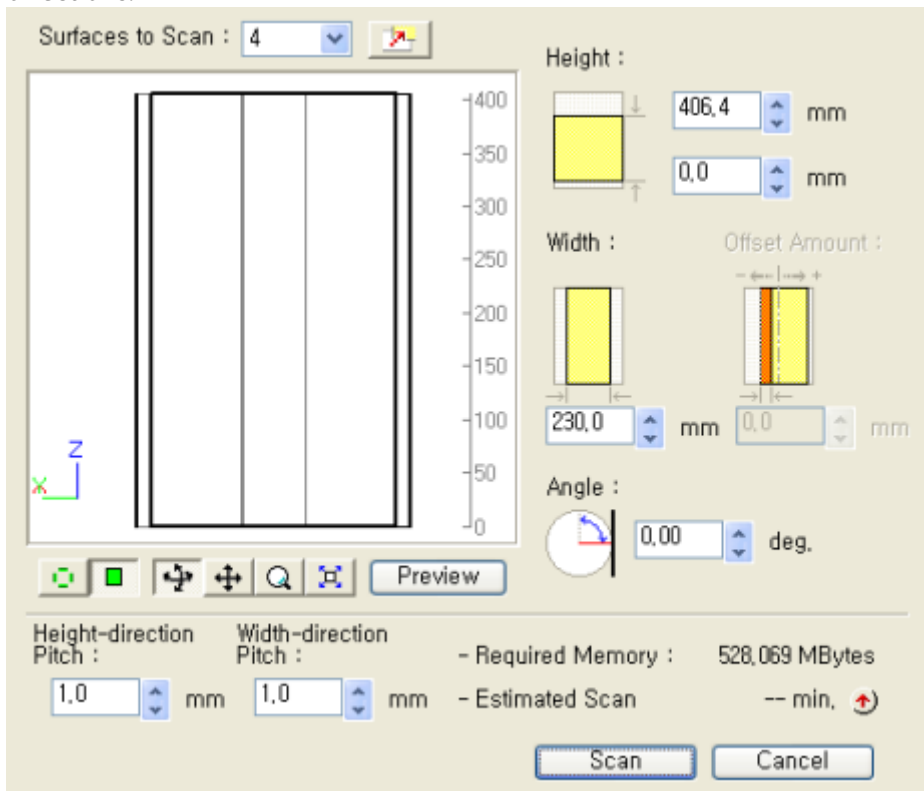 Surfaces to Scan : 4
Height :
400
406,4 mm
350
0,0 mm
300
Width : Offset Amount :
250
- +
200
150
100
230,0 mm 0,0 mm
Z
X
50
Angle :
0
0,00 deg,
Preview
Height-direction Pitch :
Width-direction Pitch :
1,0 mm 1,0 mm
- Required Memory : 528,069 MBytes
- Estimated Scan -- min,
Scan Cancel